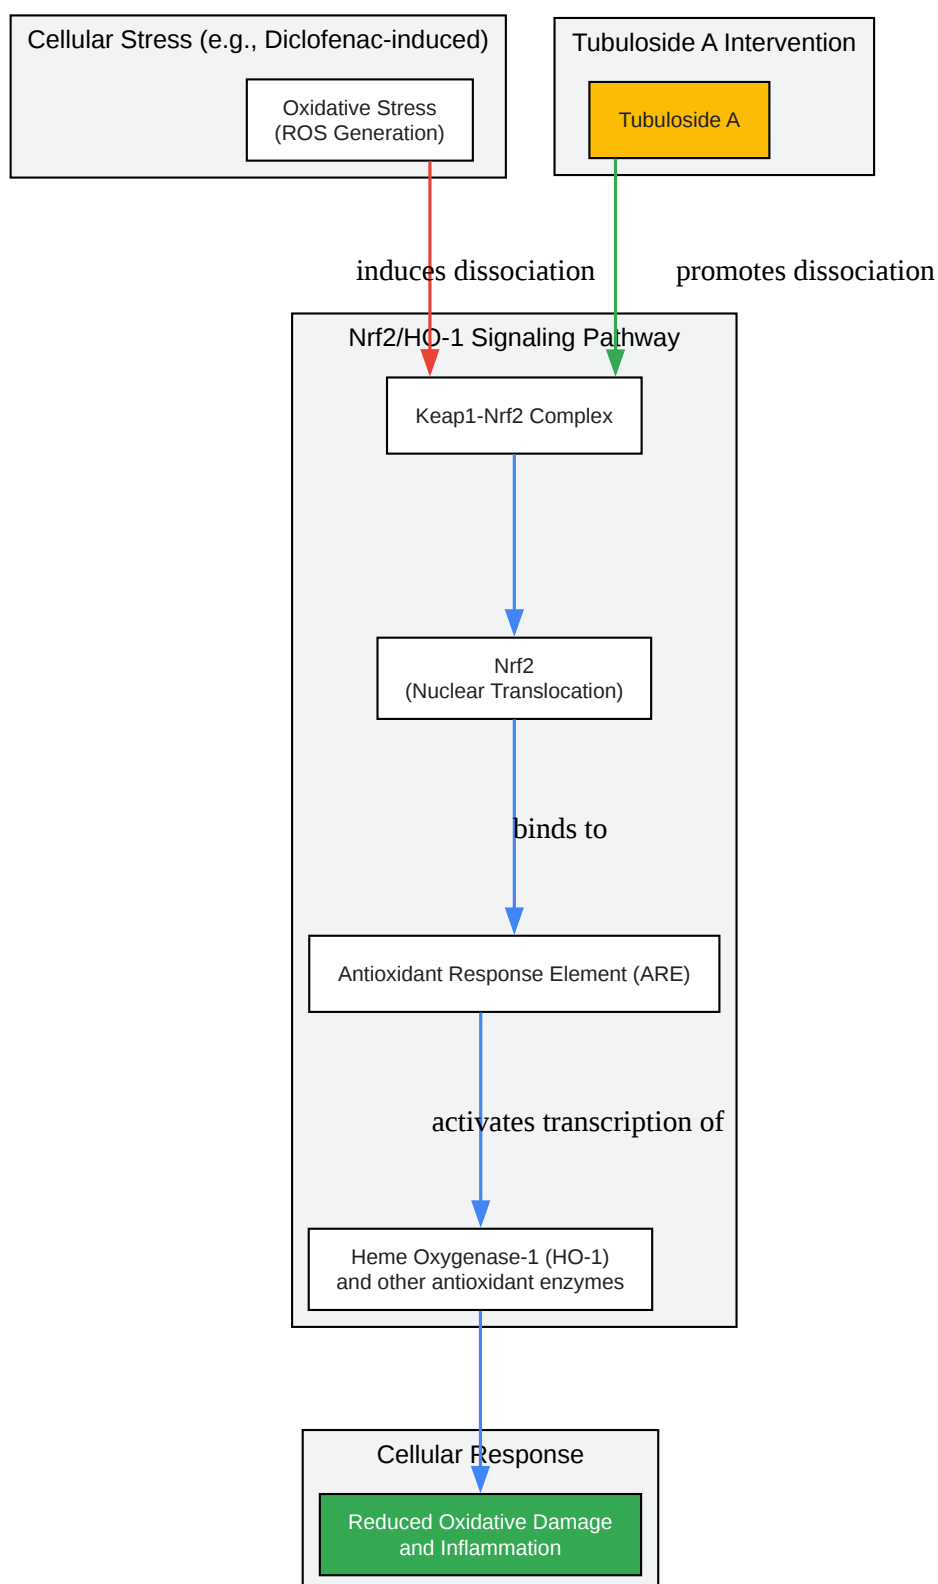 Cellular Stress (e.g., Diclofenac-induced)
Oxidative Stress
(ROS Generation)
Tubuloside A Intervention
Tubuloside A
induces dissociation
promotes dissociation
Nrf2/HO-1 Signaling Pathway
Keap1-Nrf2 Complex
Nrf2
(Nuclear Translocation)
binds to
Antioxidant Response Element (ARE)
activates transcription of
Heme Oxygenase-1 (HO-1)
and other antioxidant enzymes
Cellular Response
Reduced Oxidative Damage
and Inflammation